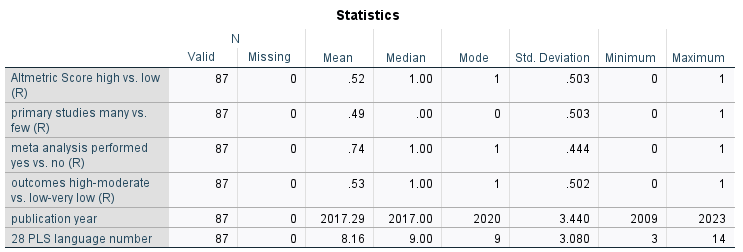 Statistics
N
Valid Missing Mean Median Mode Std. Deviation Minimum Maximum
Altmetric Score high vs. low (R) 87 0 .52 1.00 1 .503 0 1
primary studies many vs. few (R) 87 0 .49 .00 0 .503 0 1
meta analysis performed yes vs. no (R) 87 0 .74 1.00 1 .444 0 1
outcomes high-moderate vs. low-very low (R) 87 0 .53 1.00 1 .502 0 1
publication year 87 0 2017.29 2017.00 2020 3.440 2009 2023
28 PLS language number 87 0 8.16 9.00 9 3.080 3 14